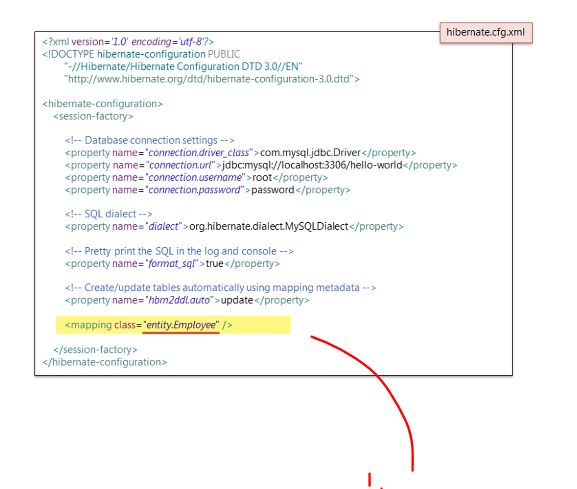 hibernate.cfg.xml
<?xml version='1.0' encoding='utf-8'?>
<!DOCTYPE hibernate-configuration PUBLIC
"-//Hibernate/Hibernate Configuration DTD 3.0//EN"
"http://www.hibernate.org/dtd/hibernate-configuration-3.0.dtd">
<hibernate-configuration>
<session-factory>
<!-- Database connection settings -->
<property name="connection.driver_class">com.mysql.jdbc.Driver</property>
<property name="connection.url">jdbc:mysql://localhost:3306/hello-world</property>
<property name="connection.username">root</property>
<property name="connection.password">password</property>
<!-- SQL dialect -->
<property name="dialect">org.hibernate.dialect.MySQLDialect</property>
<!-- Pretty print the SQL in the log and console -->
<property name="format_sql">true</property>
<!-- Create/update tables automatically using mapping metadata -->
<property name="hbm2ddl.auto">update</property>
<mapping class="entity.Employee" />
</session-factory>
</hibernate-configuration>